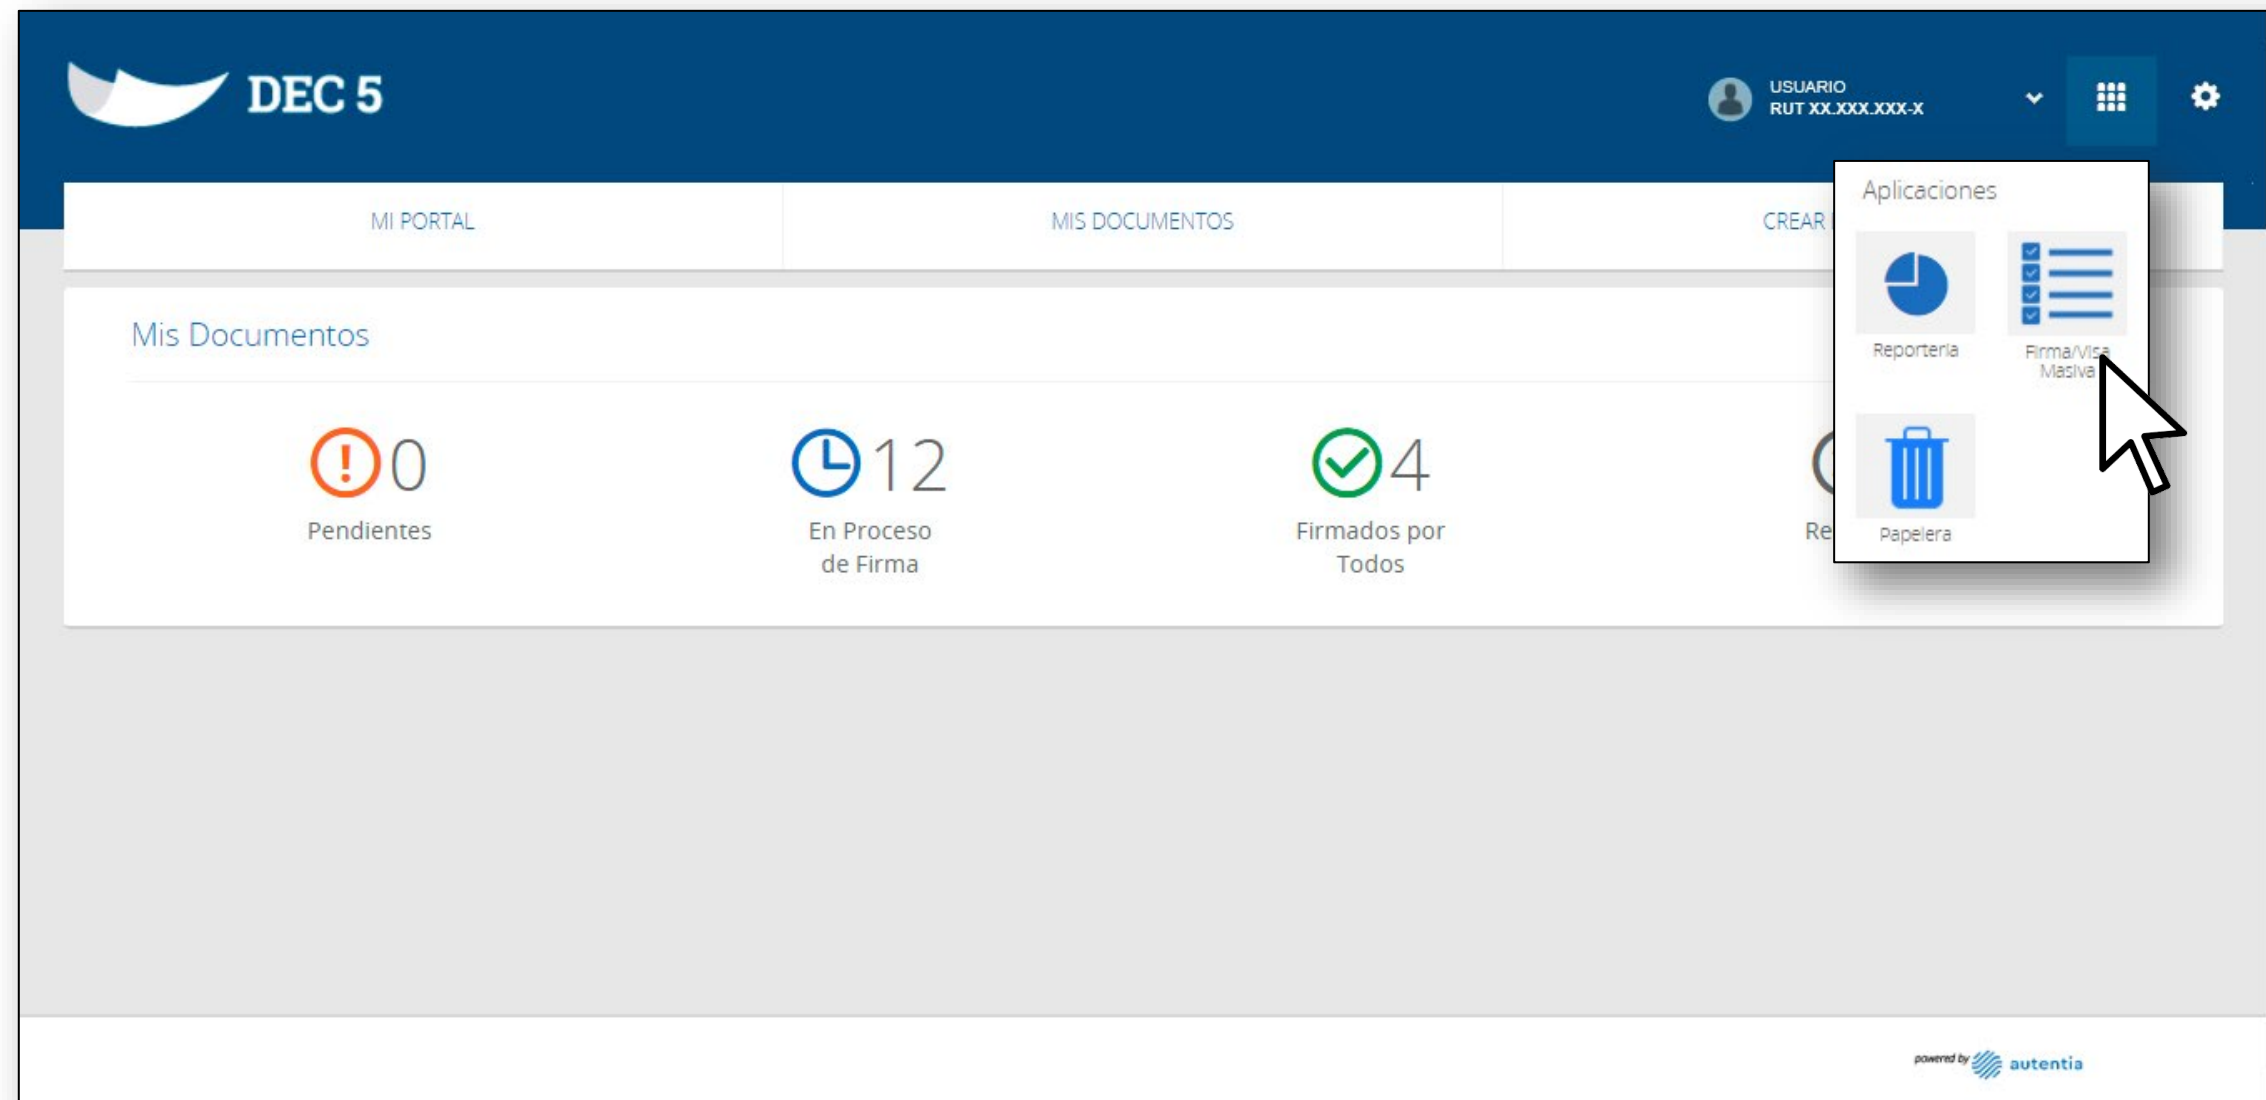 DEC 5
USUARIO
RUT XX.XXX.XXX-X
MI PORTAL
MIS DOCUMENTOS
CREAR
Aplicaciones
Reportería
Firma/Visa
Masiva
Papelera
Mis Documentos
0
Pendientes
12
En Proceso
de Firma
4
Firmados por
Todos
Re
powered by autentia